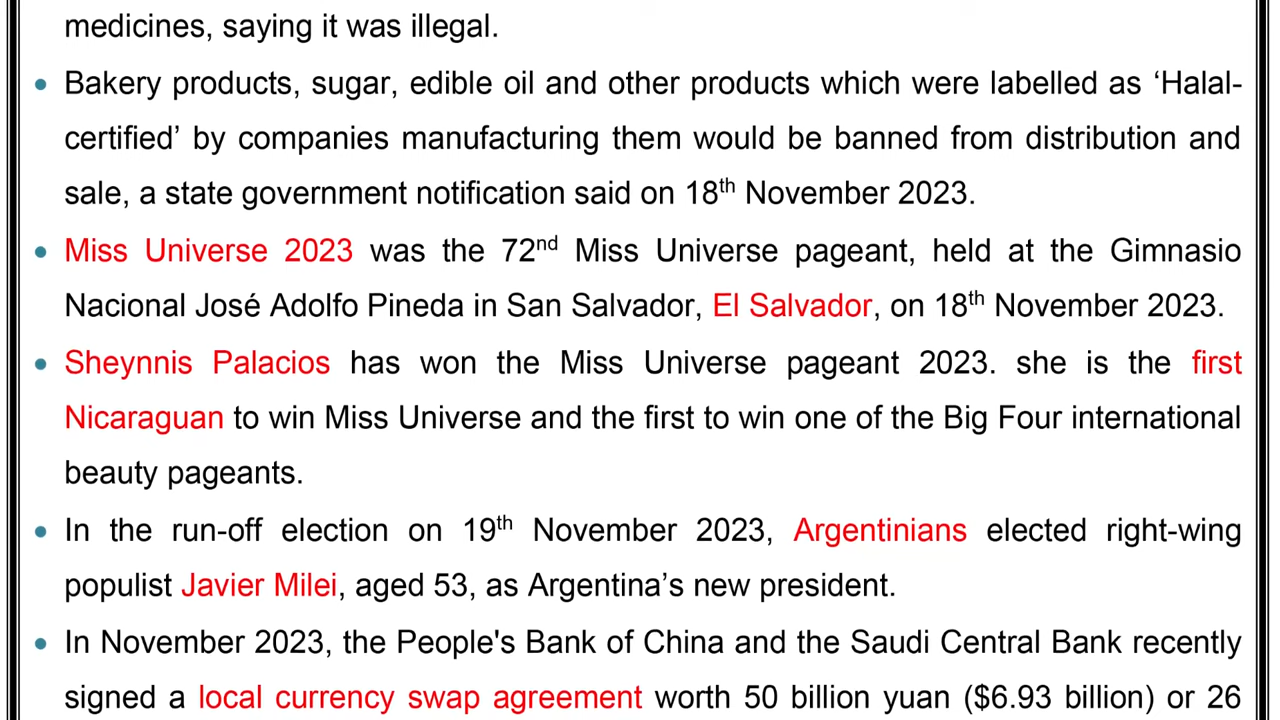 medicines, saying it was illegal.
• Bakery products, sugar, edible oil and other products which were labelled as ‘Halal-
certified’ by companies manufacturing them would be banned from distribution and
sale, a state government notification said on 18th November 2023.
• Miss Universe 2023 was the 72nd Miss Universe pageant, held at the Gimnasio
Nacional José Adolfo Pineda in San Salvador, El Salvador, on 18th November 2023.
• Sheynnis Palacios has won the Miss Universe pageant 2023. she is the first
Nicaraguan to win Miss Universe and the first to win one of the Big Four international
beauty pageants.
• In the run-off election on 19th November 2023, Argentinians elected right-wing
populist Javier Milei, aged 53, as Argentina’s new president.
• In November 2023, the People's Bank of China and the Saudi Central Bank recently
signed a local currency swap agreement worth 50 billion yuan ($6.93 billion) or 26